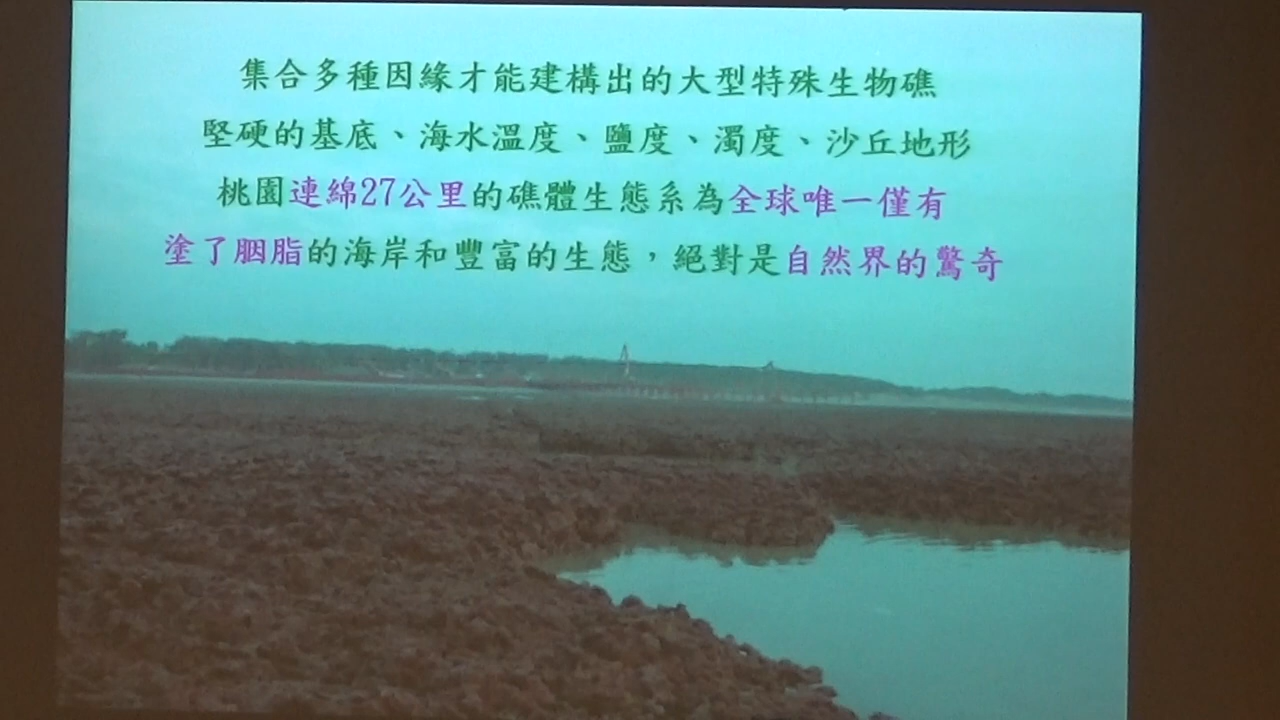 集合多種因緣才能建構出的大型特殊生物礁
堅硬的基底、海水溫度、鹽度、濁度、沙丘地形
桃園連綿27公里的礁體生態系為全球唯一僅有
塗了胭脂的海岸和豐富的生態，絕對是自然界的驚奇